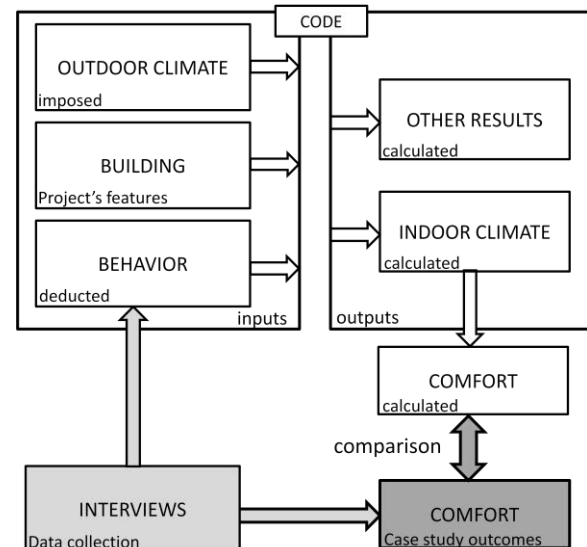 CODE
OUTDOOR CLIMATE
imposed
BUILDING
Project's features
BEHAVIOR
deducted
inputs
OTHER RESULTS
calculated
INDOOR CLIMATE
calculated
outputs
COMFORT
calculated
comparison
INTERVIEWS
Data collection
COMFORT
Case study outcomes